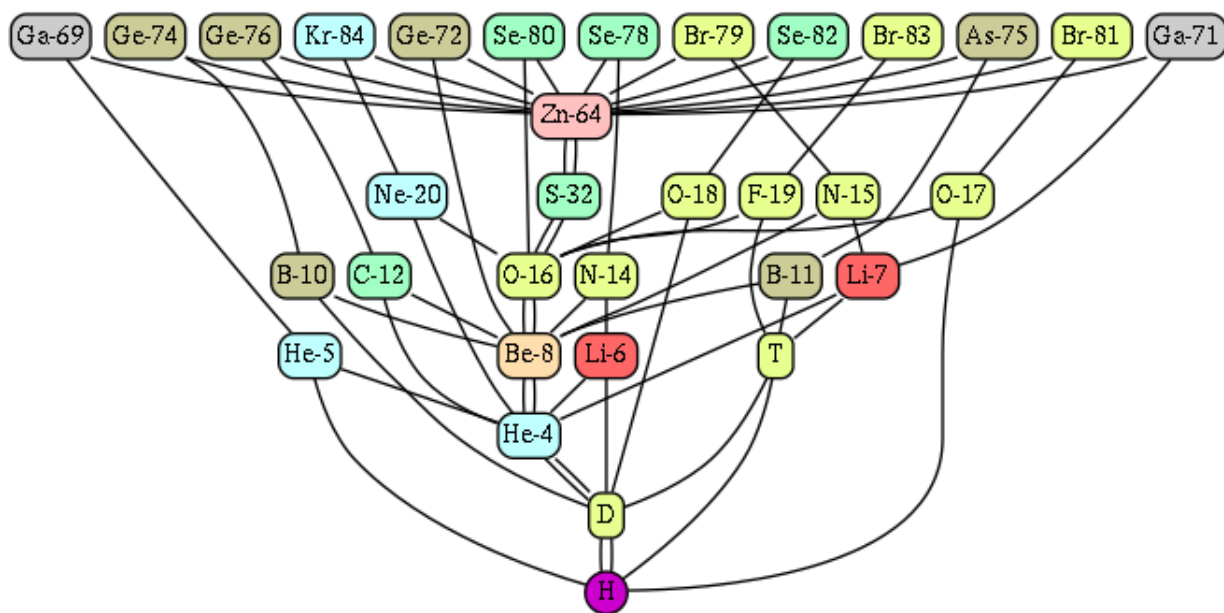 Ga-69 Ge-74 Ge-76 Kr-84 Ge-72 Se-80 Se-78 Br-79 Se-82 Br-83 As-75 Br-81 Ga-71
Zn-64
Ne-20 S-32 O-18 F-19 N-15 O-17
B-10 C-12 O-16 N-14 B-11 Li-7
He-5 Be-8 Li-6 T
He-4
D
H